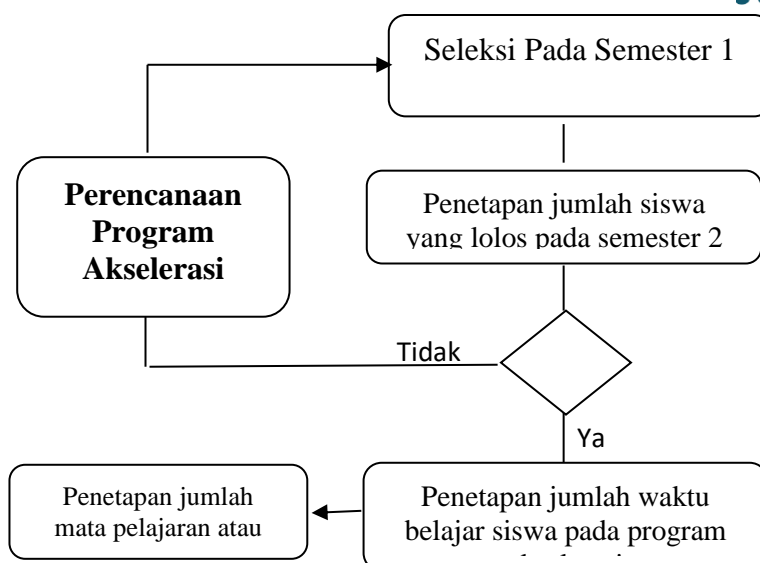 Seleksi Pada Semester 1
Perencanaan
Program
Akselerasi
Penetapan jumlah siswa
yang lolos pada semester 2
Tidak
Ya
Penetapan jumlah
mata pelajaran atau
Penetapan jumlah waktu
belajar siswa pada program